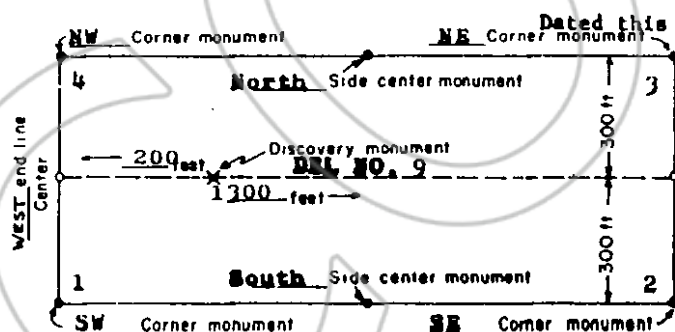 Dated this
NW Corner monument NE Corner monument
4 North Side center monument 3
300 ft
Discovery monument
200 feet DBL NO. 9
1300 feet
WEST end line
Center
300 ft
1 South Side center monument 2
SW Corner monument SE Corner monument